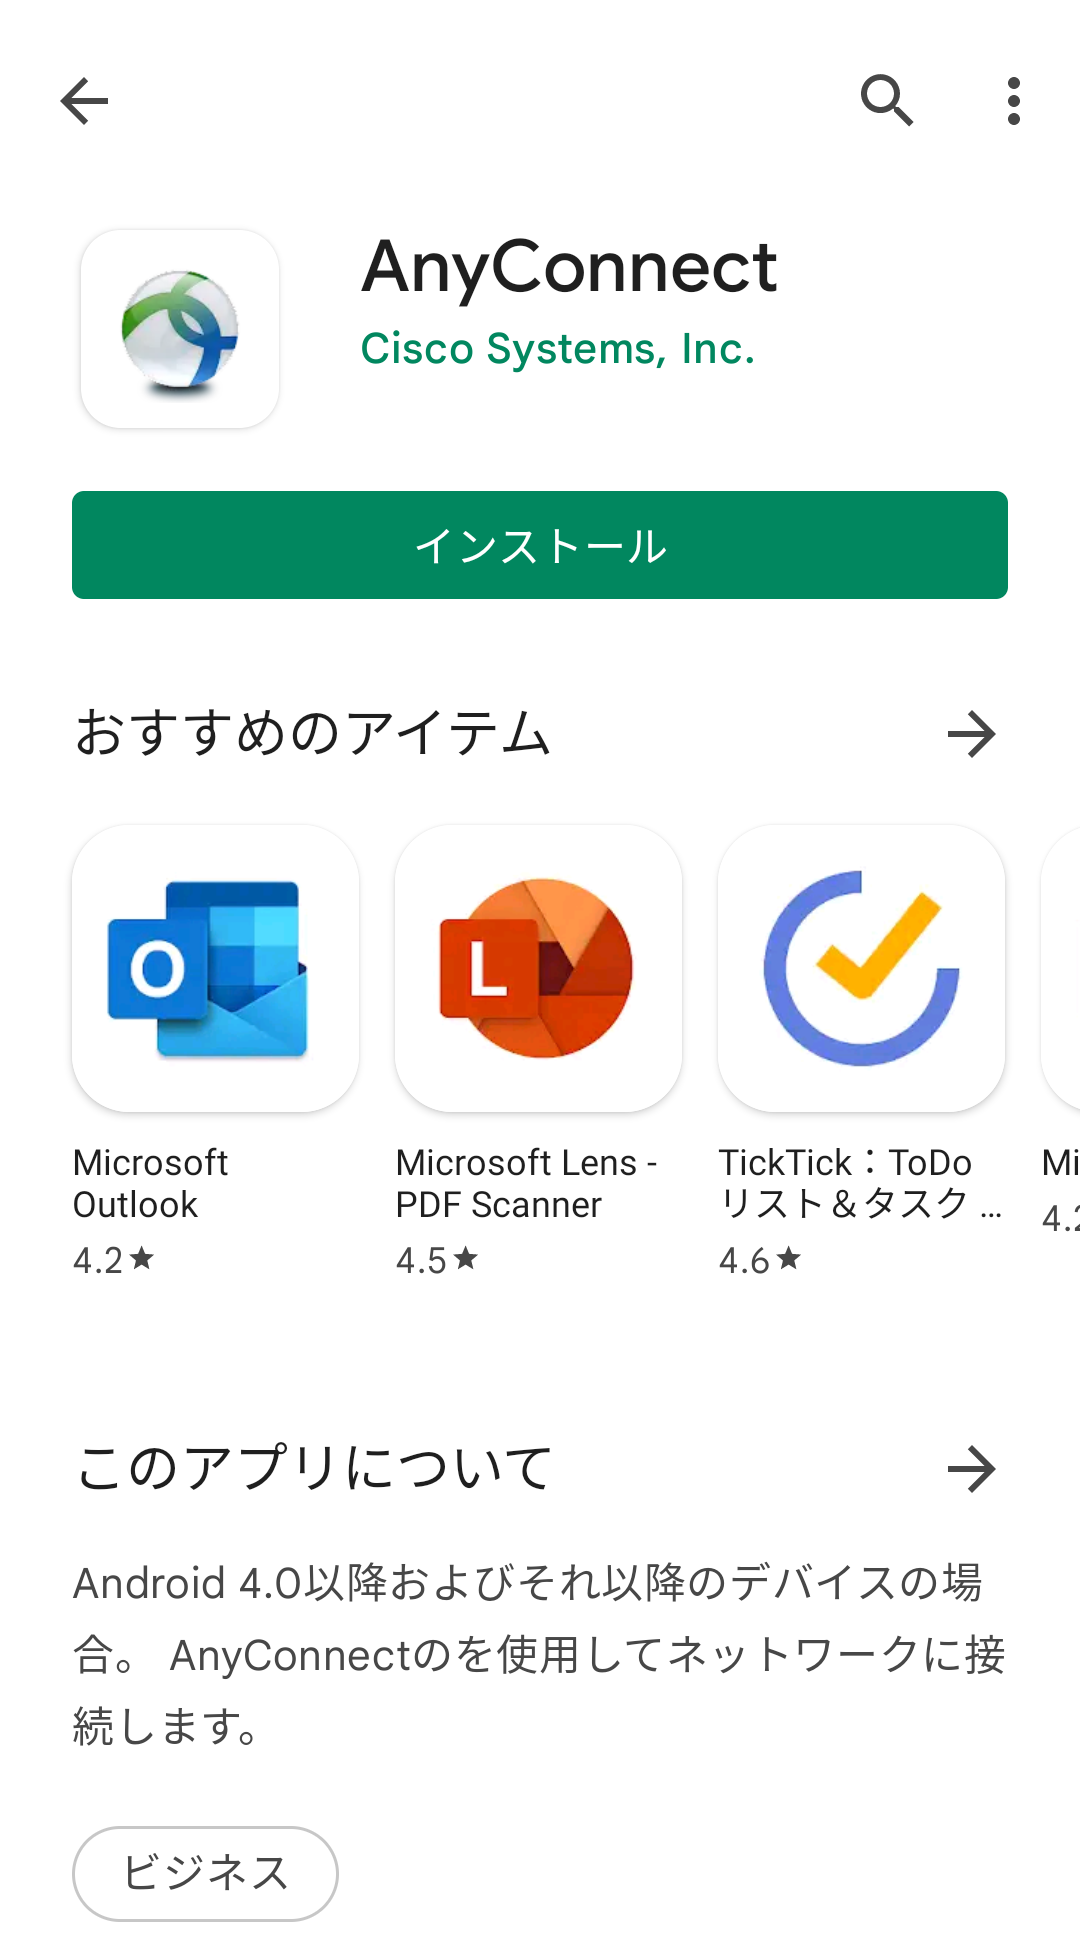 AnyConnect
Cisco Systems, Inc.
インストール
おすすめのアイテム
O
L
Microsoft
Outlook
4.2★
Microsoft Lens -
PDF Scanner
4.5★
TickTick：ToDo
リスト＆タスク ...
4.6★
Mi
4.2
このアプリについて
Android 4.0以降およびそれ以降のデバイスの場
合。 AnyConnectのを使用してネットワークに接
続します。
ビジネス